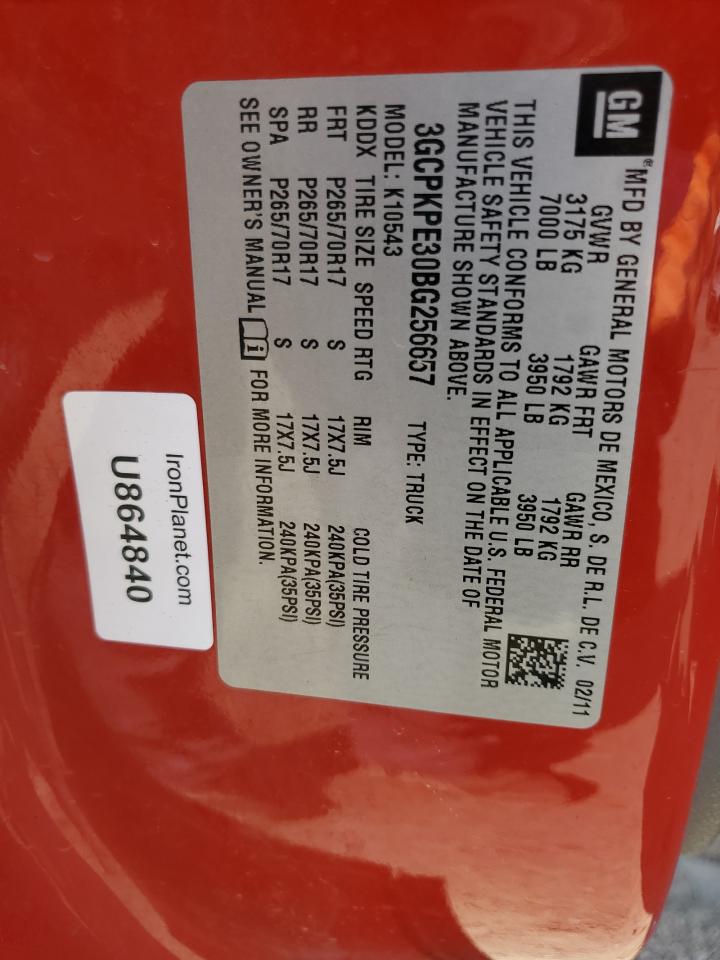 GM
®MFD BY GENERAL MOTORS DE MEXICO, S. DE R.L. DE C.V. 02/11
GVWR GAWR FRT GAWR RR
3175 KG 1792 KG 1792 KG
7000 LB 3950 LB 3950 LB
THIS VEHICLE CONFORMS TO ALL APPLICABLE U.S. FEDERAL MOTOR
VEHICLE SAFETY STANDARDS IN EFFECT ON THE DATE OF
MANUFACTURE SHOWN ABOVE.
3GCPKPE30BG256657 TYPE: TRUCK
MODEL: K10543
KDDX TIRE SIZE SPEED RTG RIM COLD TIRE PRESSURE
FRT P265/70R17 S 17X7.5J 240KPA(35PSI)
RR P265/70R17 S 17X7.5J 240KPA(35PSI)
SPA P265/70R17 S 17X7.5J 240KPA(35PSI)
SEE OWNER'S MANUAL i FOR MORE INFORMATION.
IronPlanet.com
U864840